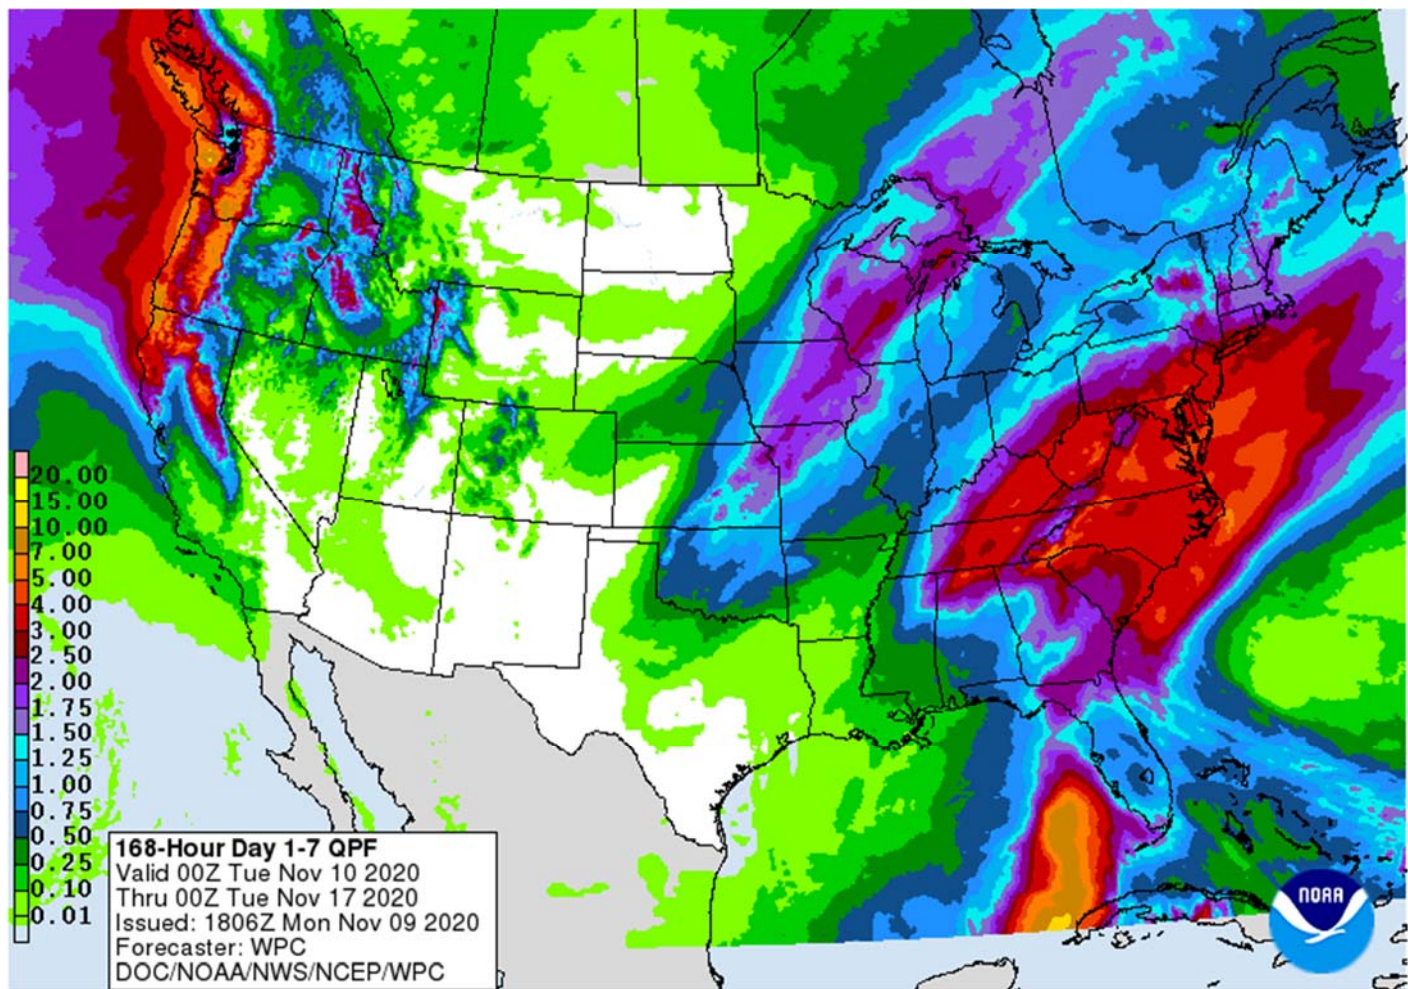 20.00
15.00
10.00
7.00
5.00
4.00
3.00
2.50
2.00
1.75
1.50
1.25
1.00
0.75
0.50
0.25
0.10
0.01
168-Hour Day 1-7 QPF
Valid 00Z Tue Nov 10 2020
Thru 00Z Tue Nov 17 2020
Issued: 1806Z Mon Nov 09 2020
Forecaster: WPC
DOC/NOAA/NWS/NCEP/WPC
NOAA